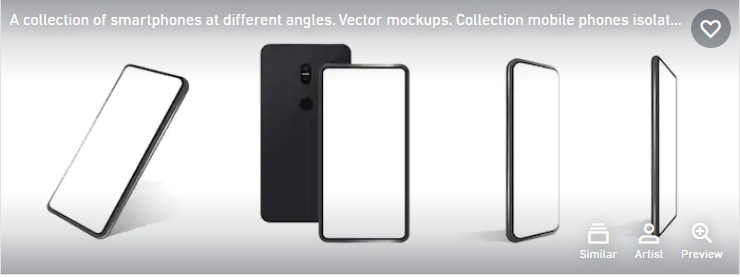 A collection of smartphones at different angles. Vector mockups. Collection mobile phones isolat...
Similar Artist Preview